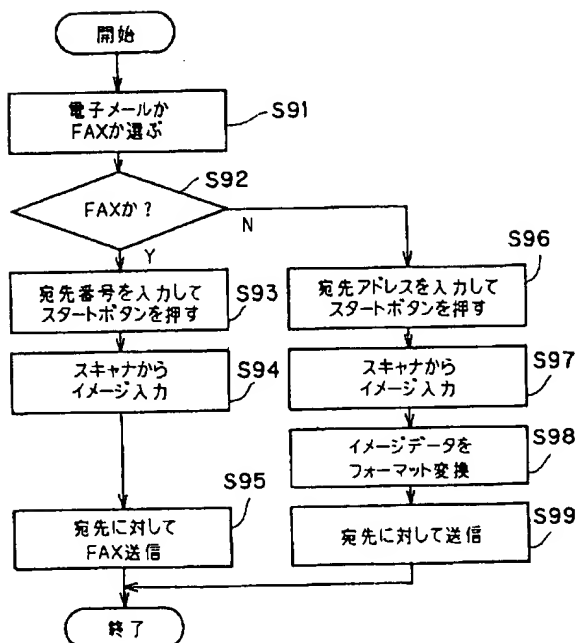 開始
電子メールか
FAXか選ぶ
S91
FAXか?
S92
N
Y
宛先番号を入力して
スタートボタンを押す
S93
スキャナから
イメージ入力
S94
宛先に対して
FAX送信
S95
宛先アドレスを入力して
スタートボタンを押す
S96
スキャナから
イメージ入力
S97
イメージデータを
フォーマット変換
S98
宛先に対して送信
S99
終了